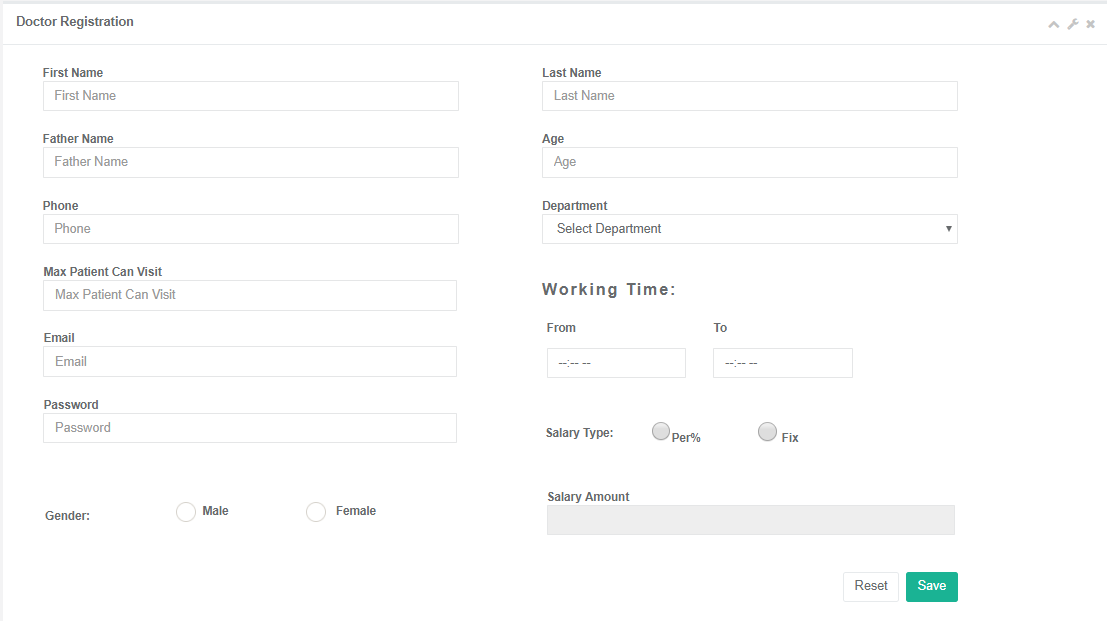 Doctor Registration
First Name
First Name
Last Name
Last Name
Father Name
Father Name
Age
Age
Phone
Phone
Department
Select Department
Max Patient Can Visit
Max Patient Can Visit
Working Time:
Email
Email
From
To
--:-- --
--:-- --
Password
Password
Salary Type:
Per%
Fix
Gender:
Male
Female
Salary Amount
Reset
Save